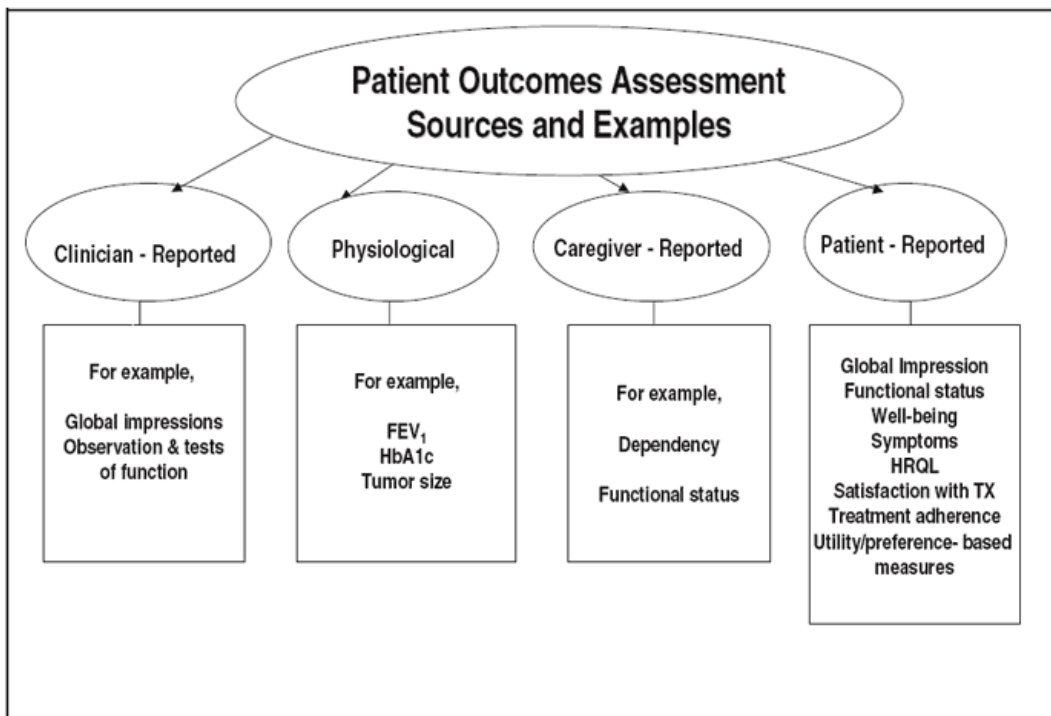 Patient Outcomes Assessment
Sources and Examples
Clinician - Reported
Physiological
Caregiver - Reported
Patient - Reported
For example,
Global impressions
Observation & tests
of function
For example,
FEV₁
HbA1c
Tumor size
For example,
Dependency
Functional status
Global Impression
Functional status
Well-being
Symptoms
HRQL
Satisfaction with TX
Treatment adherence
Utility/preference- based
measures